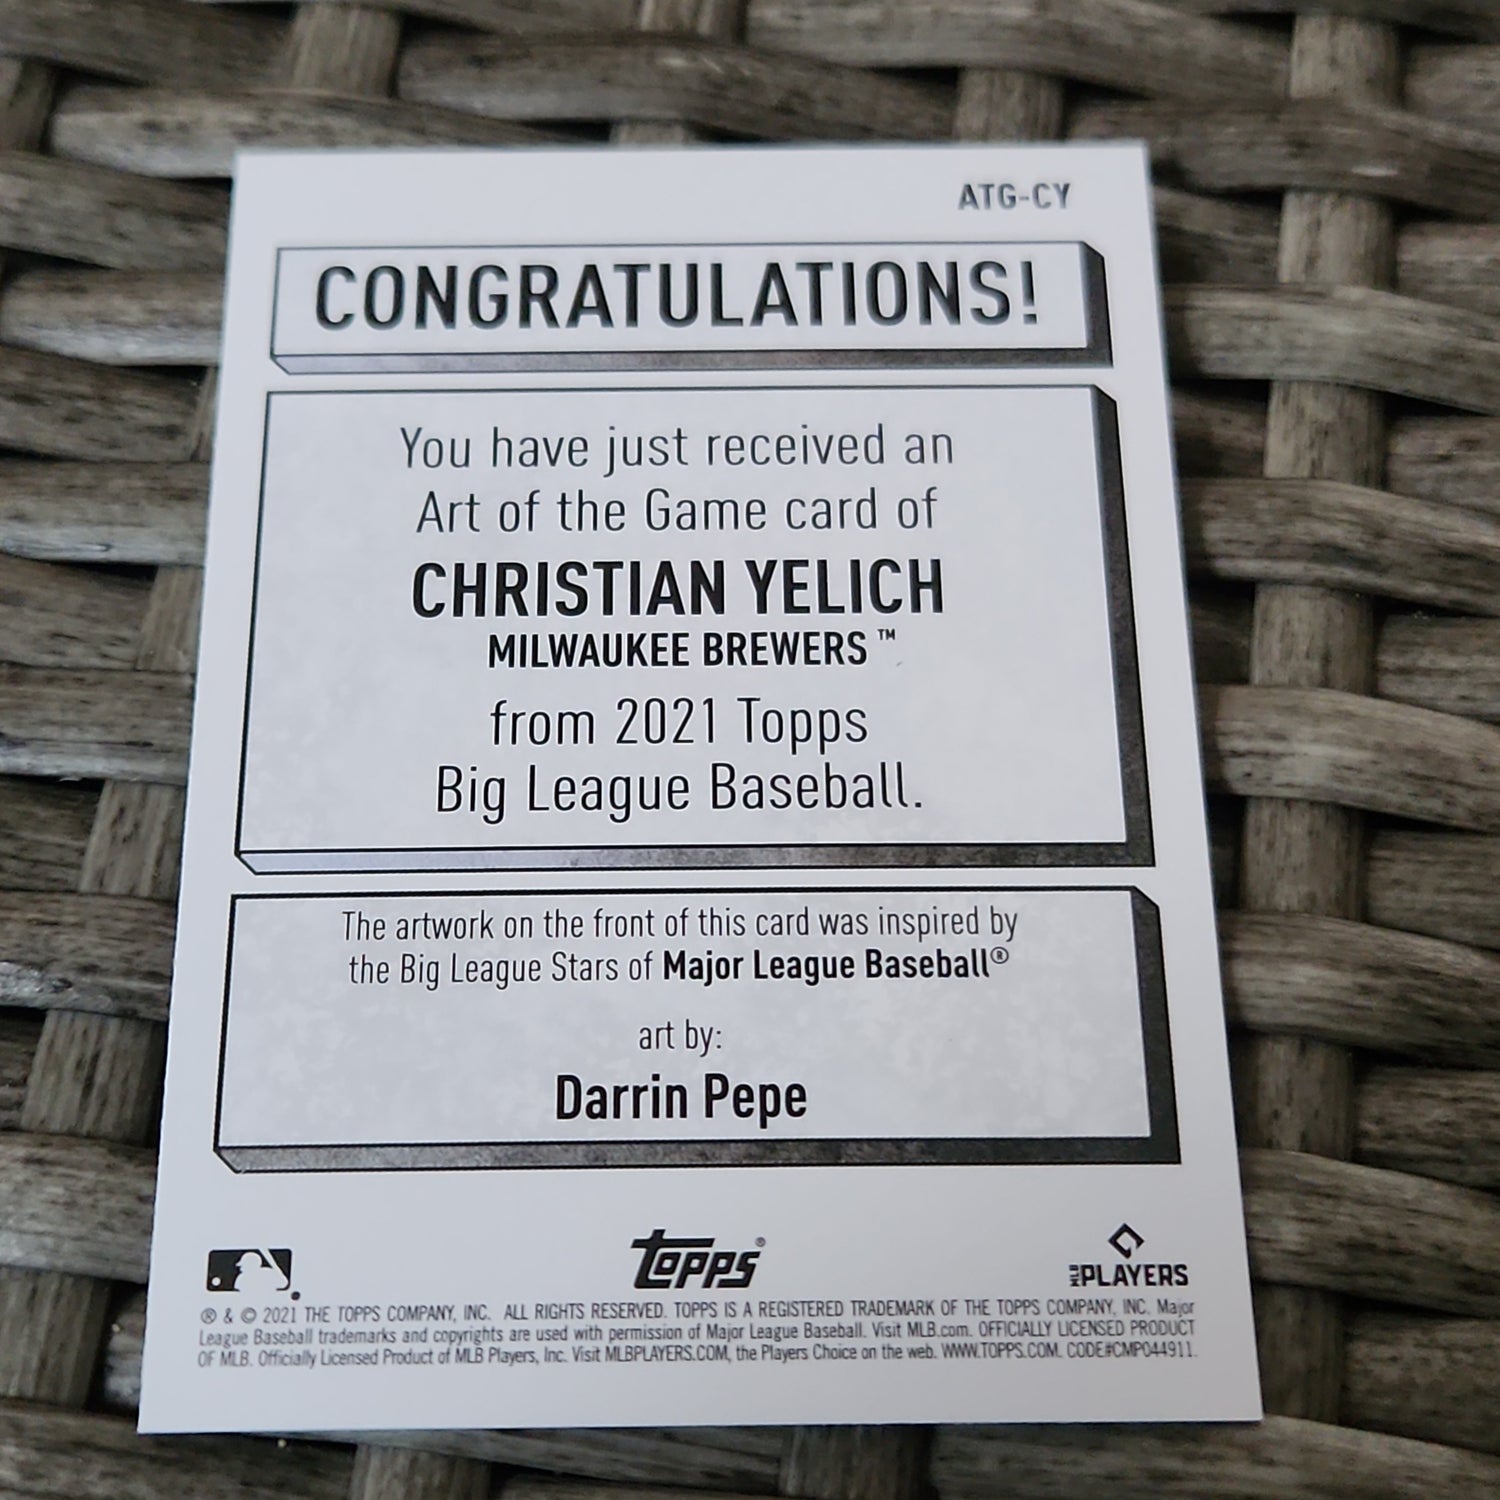 ATG-CY
CONGRATULATIONS!
You have just received an
Art of the Game card of
CHRISTIAN YELICH
MILWAUKEE BREWERS™
from 2021 Topps
Big League Baseball.
The artwork on the front of this card was inspired by
the Big League Stars of Major League Baseball®
art by:
Darrin Pepe
Topps®
MLB PLAYERS
® & © 2021 THE TOPPS COMPANY, INC. ALL RIGHTS RESERVED. TOPPS IS A REGISTERED TRADEMARK OF THE TOPPS COMPANY, INC. Major
League Baseball trademarks and copyrights are used with permission of Major League Baseball. Visit MLB.com. OFFICIALLY LICENSED PRODUCT
OF MLB. Officially Licensed Product of MLB Players, Inc. Visit MLBPLAYERS.COM, the Players Choice on the web. WWW.TOPPS.COM. CODE#CMP044911.